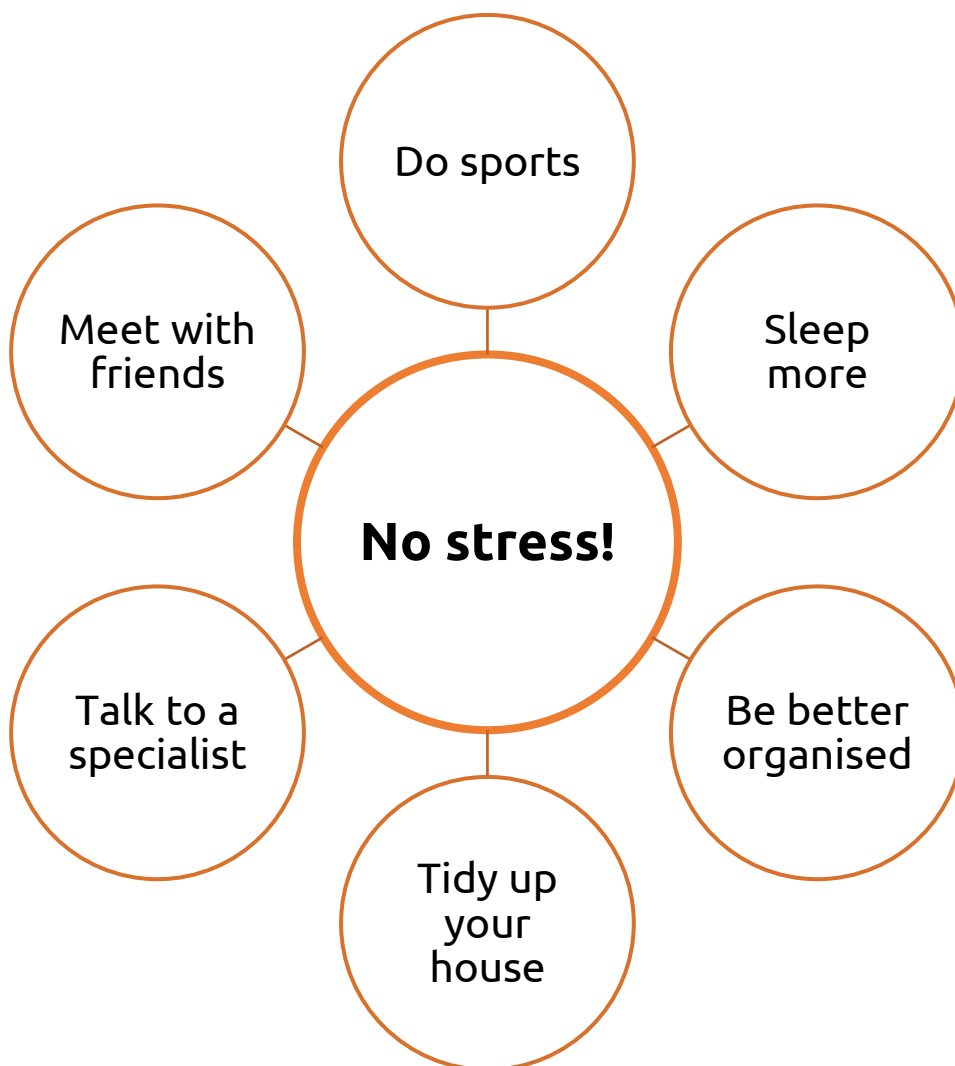 Do sports
Meet with
friends
Sleep
more
No stress!
Talk to a
specialist
Be better
organised
Tidy up
your
house